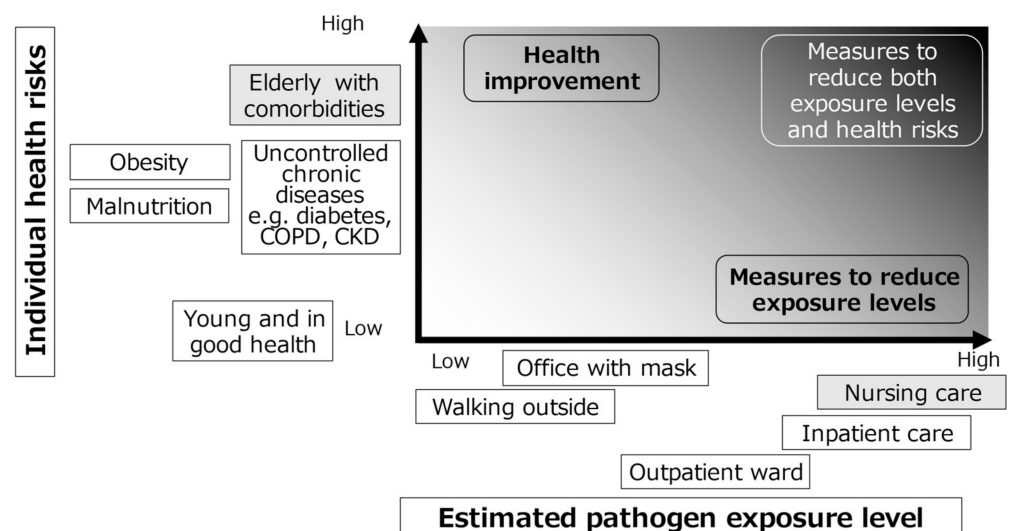 Individual health risks
High
Elderly with
comorbidities
Obesity
Malnutrition
Uncontrolled
chronic
diseases
e.g. diabetes,
COPD, CKD
Young and in
good health
Low
Health
improvement
Measures to
reduce both
exposure levels
and health risks
Measures to reduce
exposure levels
Low
High
Office with mask
Walking outside
Nursing care
Inpatient care
Outpatient ward
Estimated pathogen exposure level